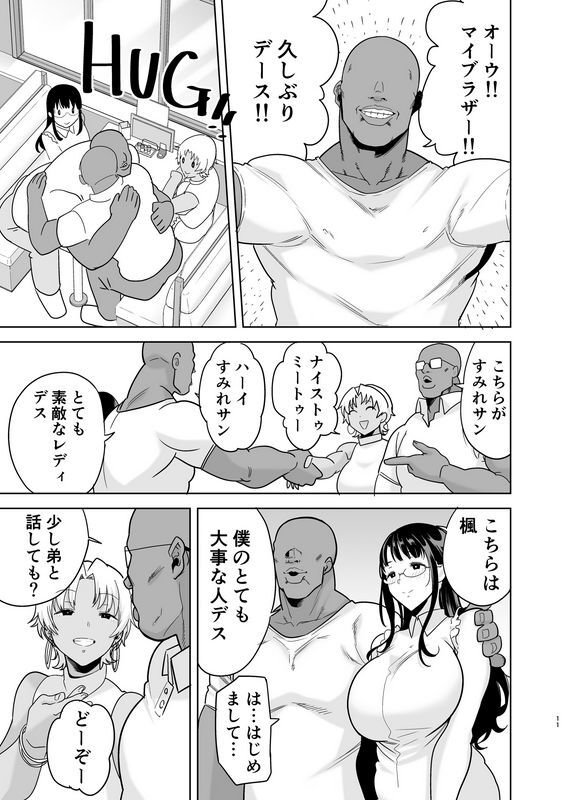 オーウ!!
マイブラザー!!
久しぶり
デース!!
HUG!!
こちらが
すみれサン
ナイストゥ
ミートゥー
ハーイ
すみれサン
とても
素敵なレディ
デス
こちらは
楓
僕のとても
大事な人デス
は…はじめ
まして…
少し弟と
話しても?
どーぞー
11